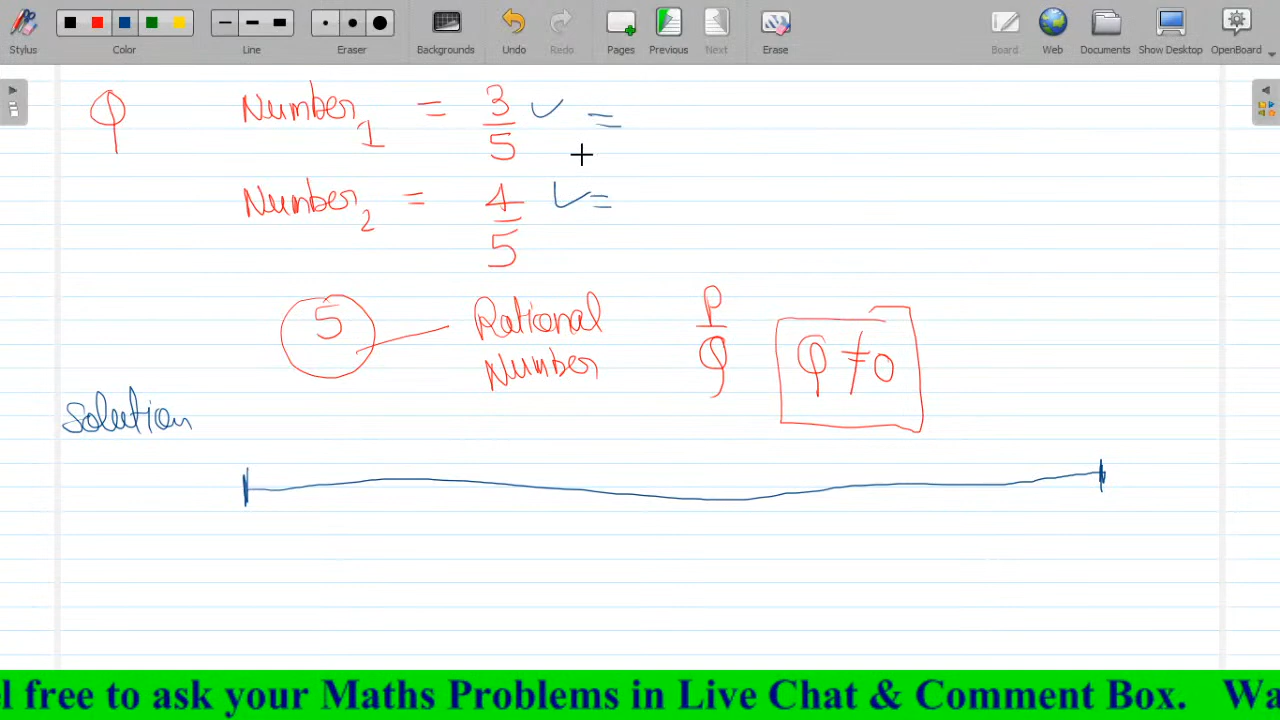 Stylus
Color
Line
Eraser
Backgrounds
Undo
Redo
Pages
Previous
Next
Erase
Board
Web
Documents
Show Desktop
OpenBoard
Q Number1 = 3/5 ✓ =
Number2 = 4/5 ✓ =
5 Rational P/Q Q ≠ 0
Number
Solution
l free to ask your Maths Problems in Live Chat & Comment Box. Wa